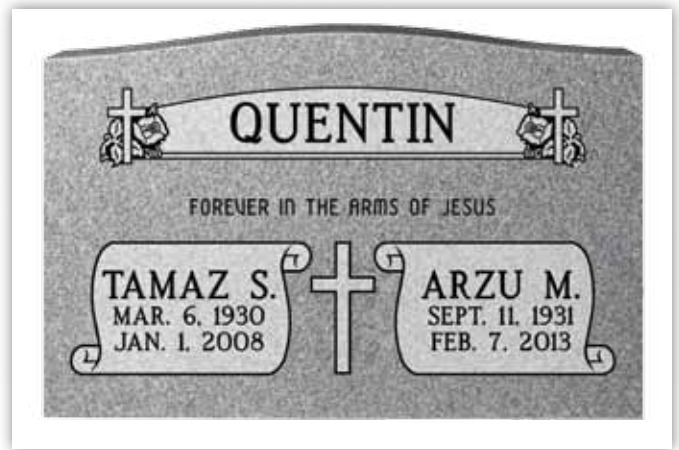 QUENTIN
FOREVER IN THE ARMS OF JESUS
TAMAZ S.
MAR. 6, 1930
JAN. 1, 2008
ARZU M.
SEPT. 11, 1931
FEB. 7, 2013